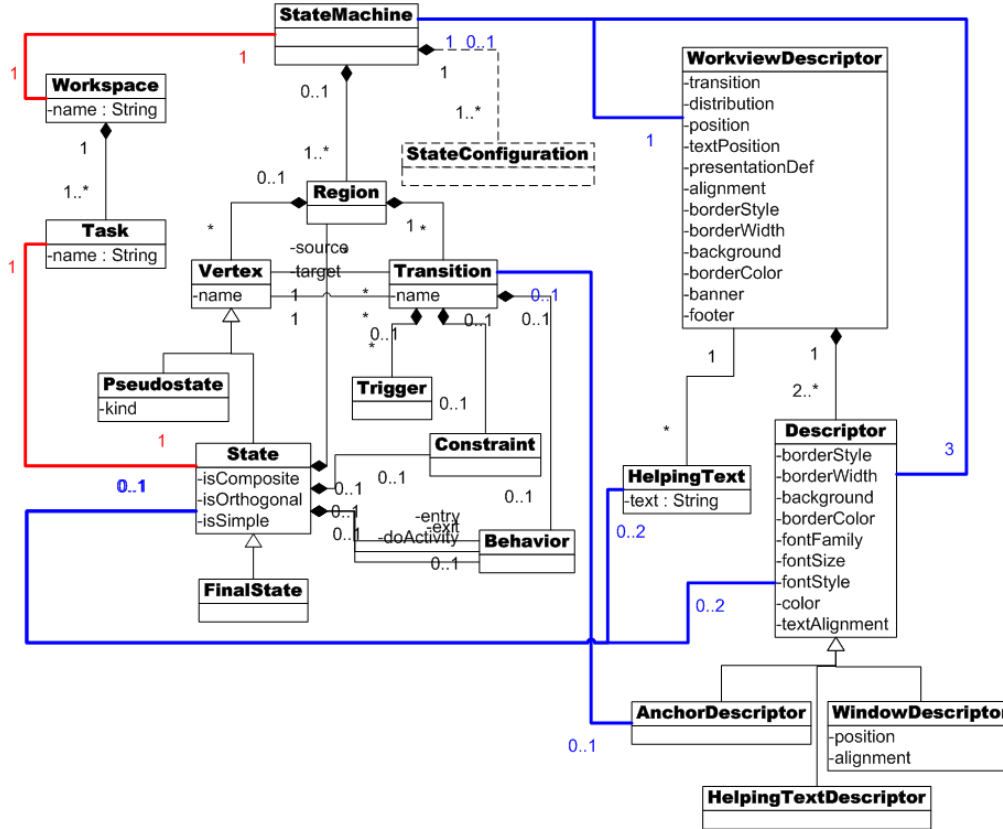 StateMachine
1 0..1
1
1
1
0..1
WorkviewDescriptor
-transition
-distribution
-position
-textPosition
-presentationDef
-alignment
-borderStyle
-borderWidth
-background
-borderColor
-banner
-footer
1
Workspace
-name : String
1
1..*
1..*
1..*
StateConfiguration
0..1
Region
Task
-name : String
1
*
1
*
-source
*
-target
Vertex
-name
Transition
-name
0..1
1
1
*
*
0..1
0..1
0..1
*
1
1
2..*
Pseudostate
-kind
Trigger
0..1
*
1
Constraint
Descriptor
-borderStyle
-borderWidth
-background
-borderColor
-fontFamily
-fontSize
-fontStyle
-color
-textAlignment
3
State
-isComposite
-isOrthogonal
-isSimple
0..1
0..1
0..1
0..1
0..1
0..1
HelpingText
-text : String
0..2
-entry
-exit
-doActivity
0..1
Behavior
FinalState
0..2
AnchorDescriptor
0..1
WindowDescriptor
-position
-alignment
HelpingTextDescriptor